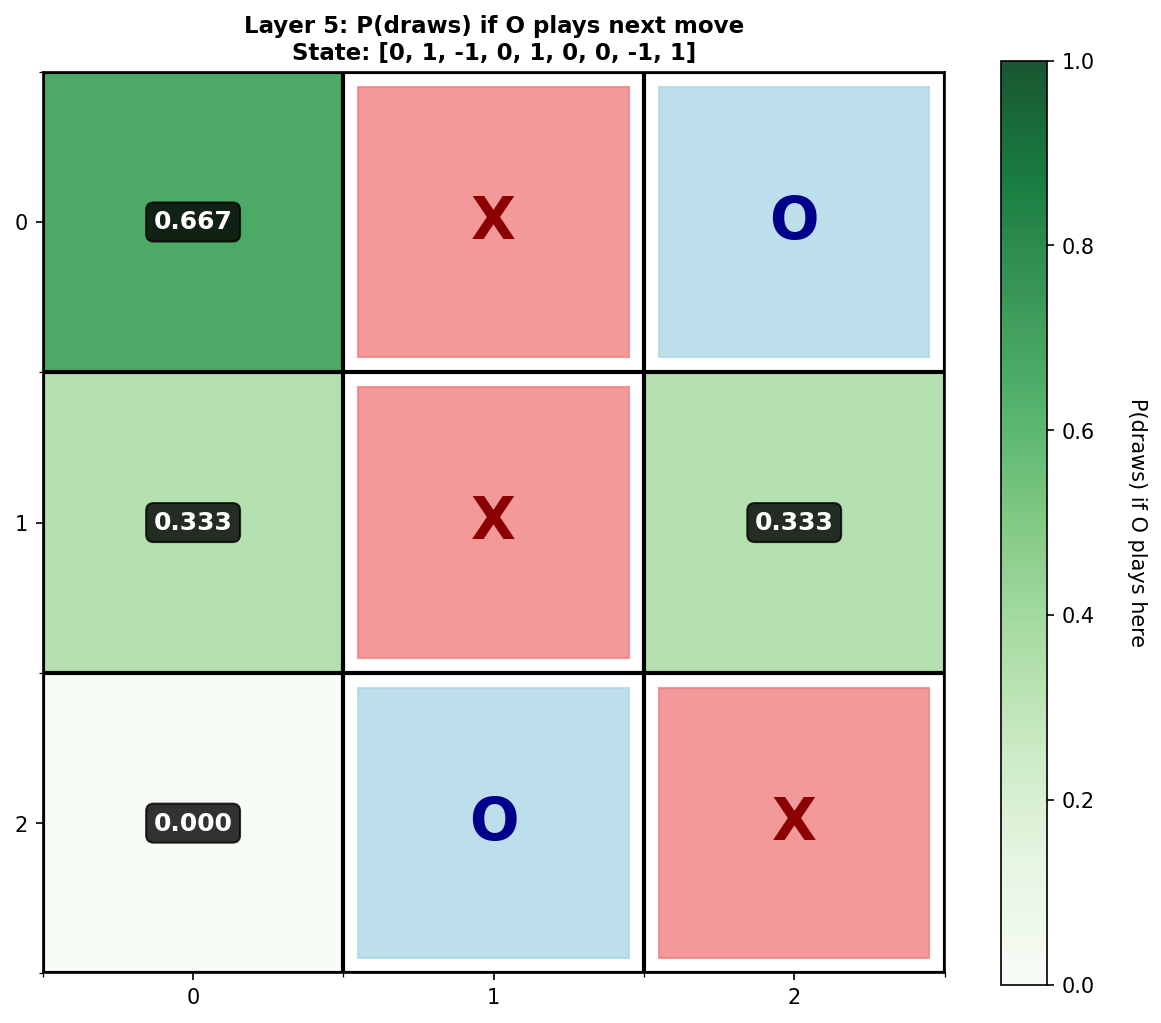 Layer 5: P(draws) if O plays next move
State: [0, 1, -1, 0, 1, 0, 0, -1, 1]
0
0.667
X
O
1
0.333
X
0.333
2
0.000
O
X
0
1
2
1.0
0.8
0.6
0.4
0.2
0.0
P(draws) if O plays here